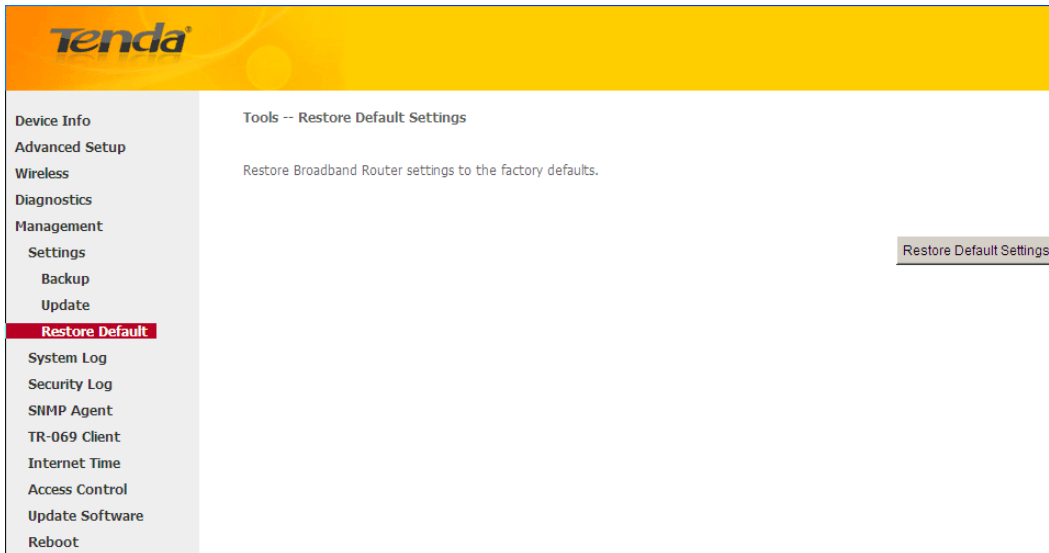 Tenda®
Device Info
Advanced Setup
Wireless
Diagnostics
Management
Settings
Backup
Update
Restore Default
System Log
Security Log
SNMP Agent
TR-069 Client
Internet Time
Access Control
Update Software
Reboot
Tools -- Restore Default Settings
Restore Broadband Router settings to the factory defaults.
Restore Default Settings